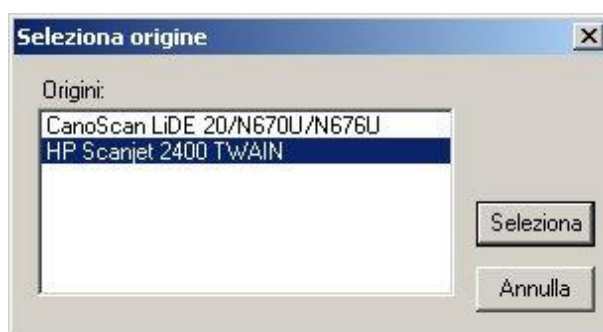 Seleziona origine
Origini:
CanoScan LiDE 20/N670U/N676U
HP Scanjet 2400 TWAIN
Seleziona
Annulla